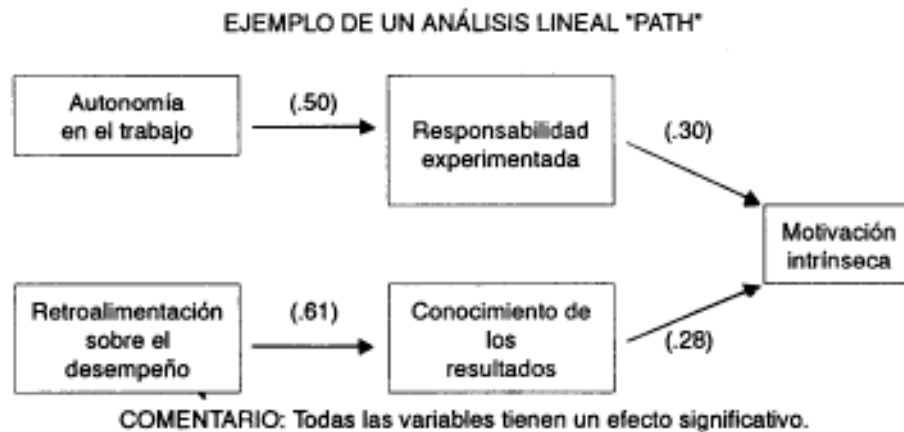 EJEMPLO DE UN ANÁLISIS LINEAL "PATH"
Autonomía
en el trabajo
(.50)
Responsabilidad
experimentada
(.30)
Motivación
intrínseca
Retroalimentación
sobre el
desempeño
(.61)
Conocimiento de
los
resultados
(.28)
COMENTARIO: Todas las variables tienen un efecto significativo.